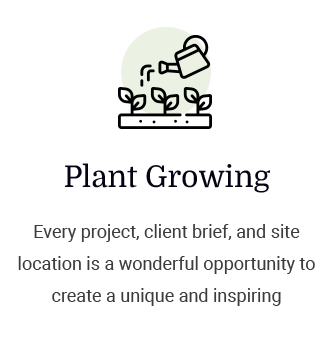 Plant Growing
Every project, client brief, and site
location is a wonderful opportunity to
create a unique and inspiring